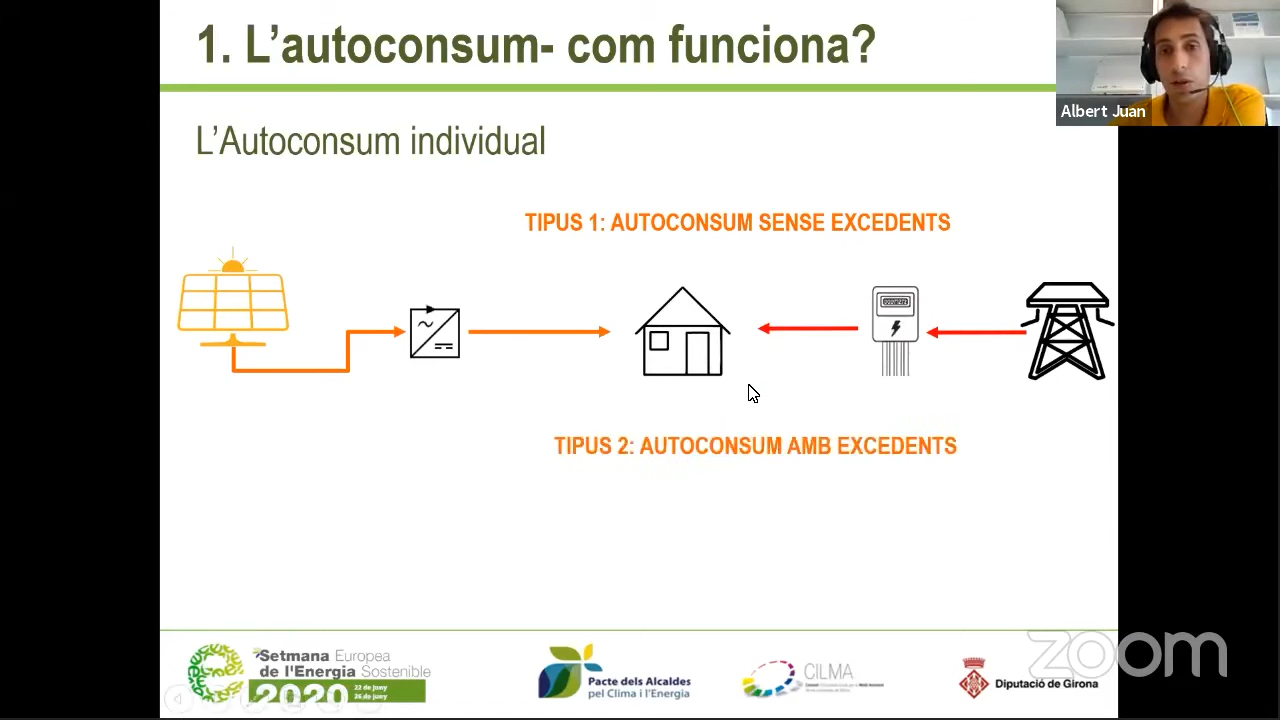 1. L'autoconsum- com funciona?
Albert Juan
L'Autoconsum individual
TIPUS 1: AUTOCONSUM SENSE EXCEDENTS
TIPUS 2: AUTOCONSUM AMB EXCEDENTS
Setmana Europea
de l'Energia Sostenible
2020 22 de juny
26 de juny
Pacte dels Alcaldes
pel Clima i l'Energia
CILMA
Diputació de Girona
zoom